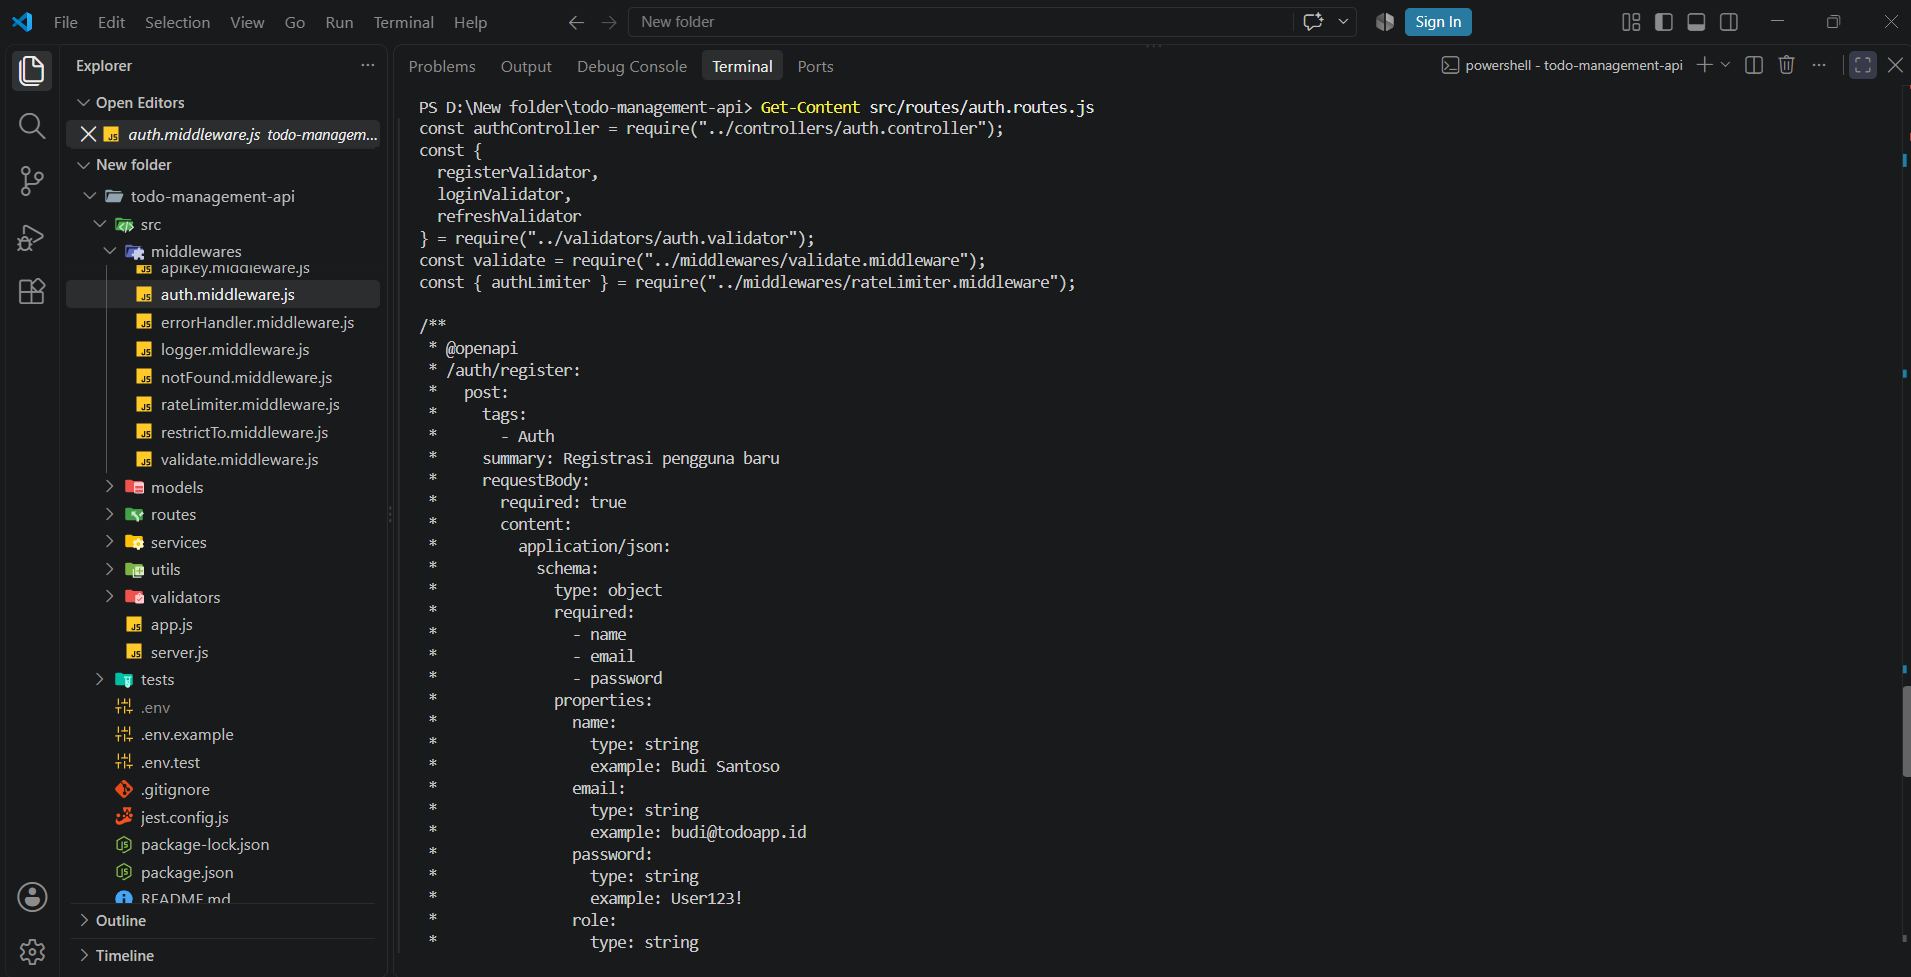 File Edit Selection View Go Run Terminal Help
New folder
Sign In
Explorer
Open Editors
auth.middleware.js todo-managem...
New folder
todo-management-api
src
middlewares
apiKey.middleware.js
auth.middleware.js
errorHandler.middleware.js
logger.middleware.js
notFound.middleware.js
rateLimiter.middleware.js
restrictTo.middleware.js
validate.middleware.js
models
routes
services
utils
validators
app.js
server.js
tests
.env
.env.example
.env.test
.gitignore
jest.config.js
package-lock.json
package.json
README.md
Outline
Timeline
Problems Output Debug Console Terminal Ports
powershell - todo-management-api
PS D:\New folder\todo-management-api> Get-Content src/routes/auth.routes.js
const authController = require("../controllers/auth.controller");
const {
  registerValidator,
  loginValidator,
  refreshValidator
} = require("../validators/auth.validator");
const validate = require("../middlewares/validate.middleware");
const { authLimiter } = require("../middlewares/rateLimiter.middleware");
/**
 * @openapi
 * /auth/register:
 *   post:
 *     tags:
 *       - Auth
 *     summary: Registrasi pengguna baru
 *     requestBody:
 *       required: true
 *       content:
 *         application/json:
 *           schema:
 *             type: object
 *             required:
 *               - name
 *               - email
 *               - password
 *             properties:
 *               name:
 *                 type: string
 *                 example: Budi Santoso
 *               email:
 *                 type: string
 *                 example: budi@todoapp.id
 *               password:
 *                 type: string
 *                 example: User123!
 *               role:
 *                 type: string